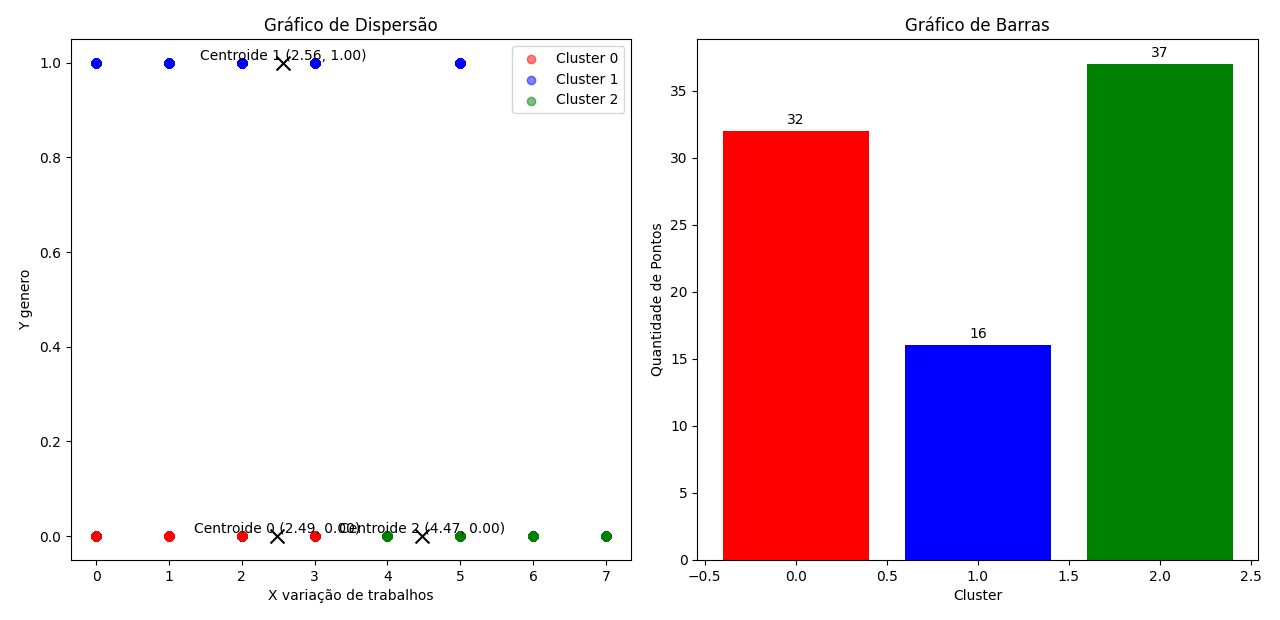 Gráfico de Dispersão
Centroide 1 (2.56, 1.00)
Cluster 0
Cluster 1
Cluster 2
1.0
0.8
0.6
0.4
0.2
0.0
Y genero
Centroide 0 (2.49, 0.00)
Centroide 2 (4.47, 0.00)
0 1 2 3 4 5 6 7
X variação de trabalhos
Gráfico de Barras
37
32
16
35
30
25
20
15
10
5
0
Quantidade de Pontos
−0.5 0.0 0.5 1.0 1.5 2.0 2.5
Cluster